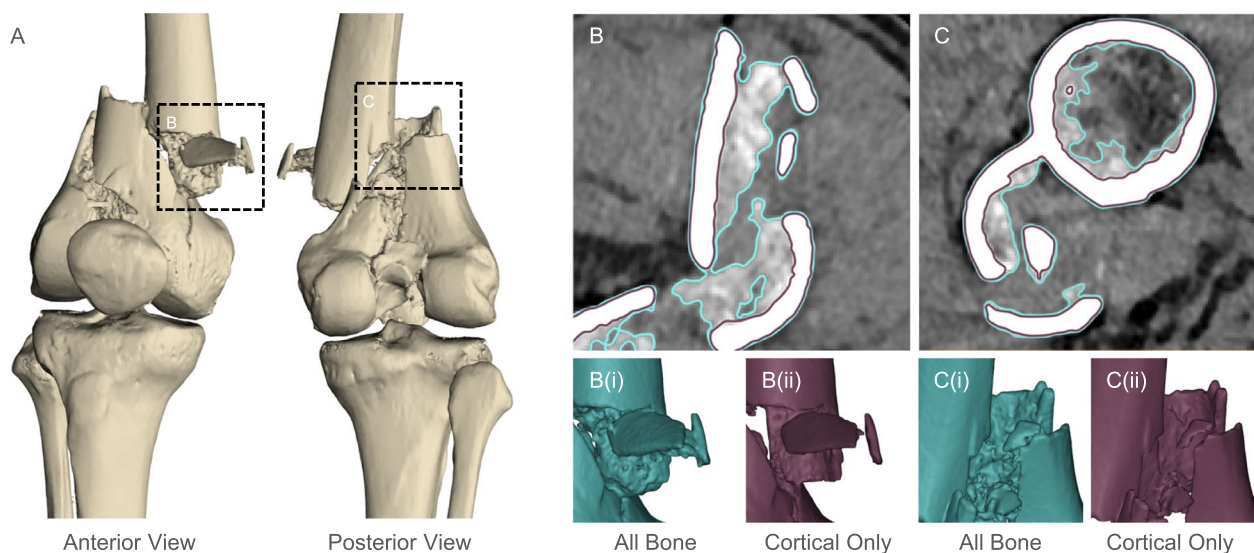 A
B
C
B
C
B(i)
B(ii)
C(i)
C(ii)
Anterior View
Posterior View
All Bone
Cortical Only
All Bone
Cortical Only